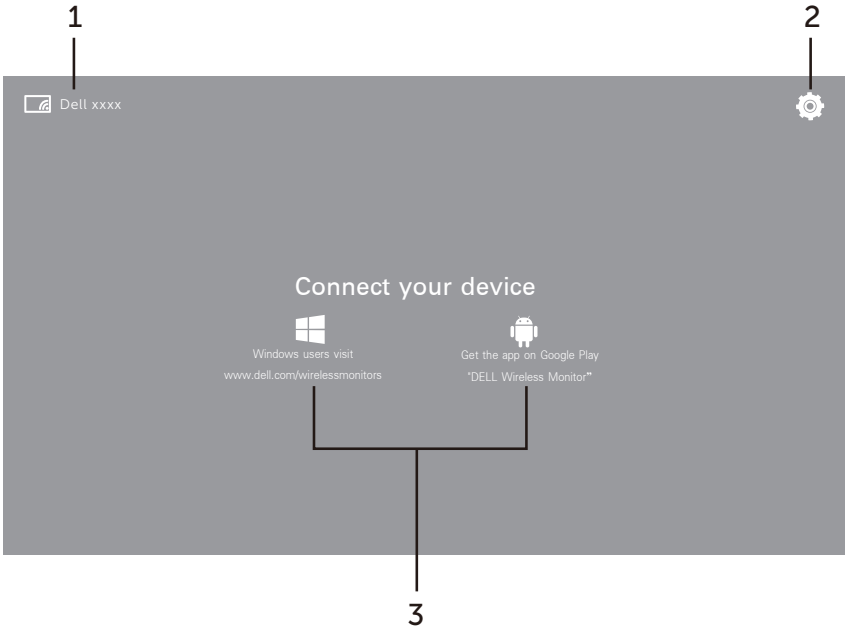 1
2
Dell xxxx
Connect your device
Windows users visit
Get the app on Google Play
www.dell.com/wirelessmonitors
"DELL Wireless Monitor”
3